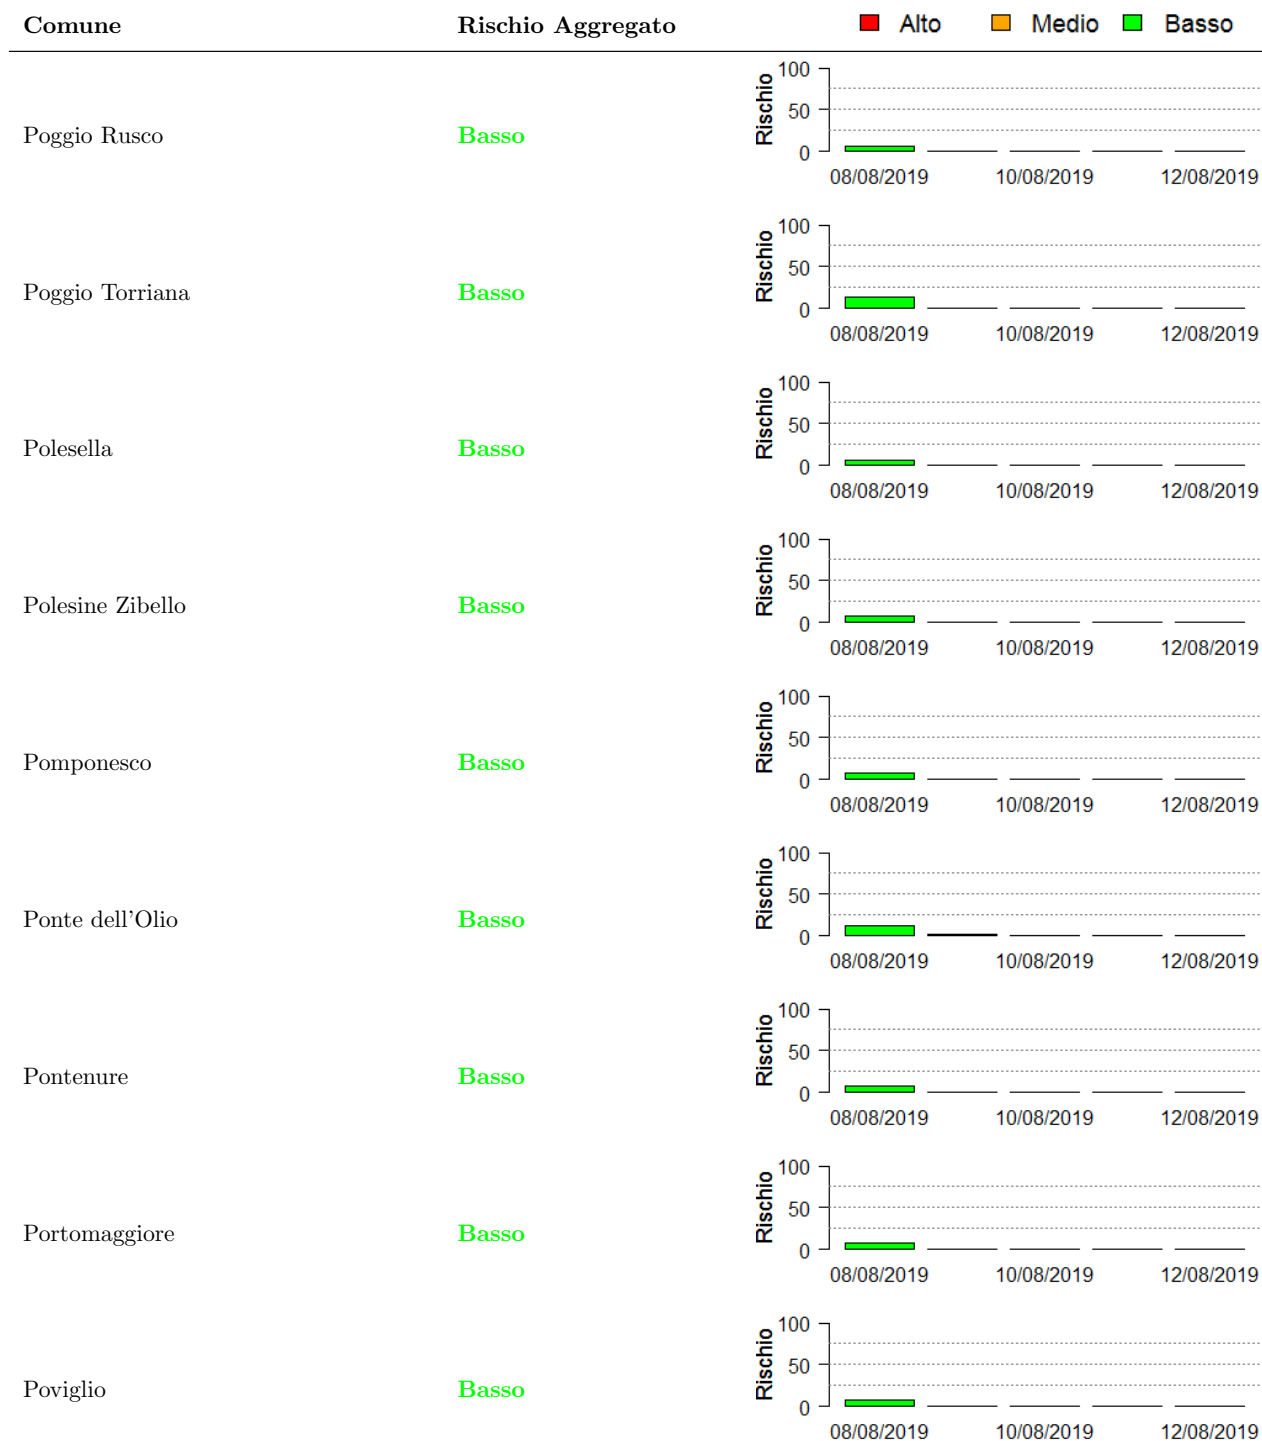 Comune Rischio Aggregato Alto Medio Basso
100
50
0
Rischio
Poggio Rusco Basso
08/08/2019 10/08/2019 12/08/2019
100
50
0
Rischio
Poggio Torriana Basso
08/08/2019 10/08/2019 12/08/2019
100
50
0
Rischio
Polesella Basso
08/08/2019 10/08/2019 12/08/2019
100
50
0
Rischio
Polesine Zibello Basso
08/08/2019 10/08/2019 12/08/2019
100
50
0
Rischio
Pomponesco Basso
08/08/2019 10/08/2019 12/08/2019
100
50
0
Rischio
Ponte dell'Olio Basso
08/08/2019 10/08/2019 12/08/2019
100
50
0
Rischio
Pontenure Basso
08/08/2019 10/08/2019 12/08/2019
100
50
0
Rischio
Portomaggiore Basso
08/08/2019 10/08/2019 12/08/2019
100
50
0
Rischio
Poviglio Basso
08/08/2019 10/08/2019 12/08/2019